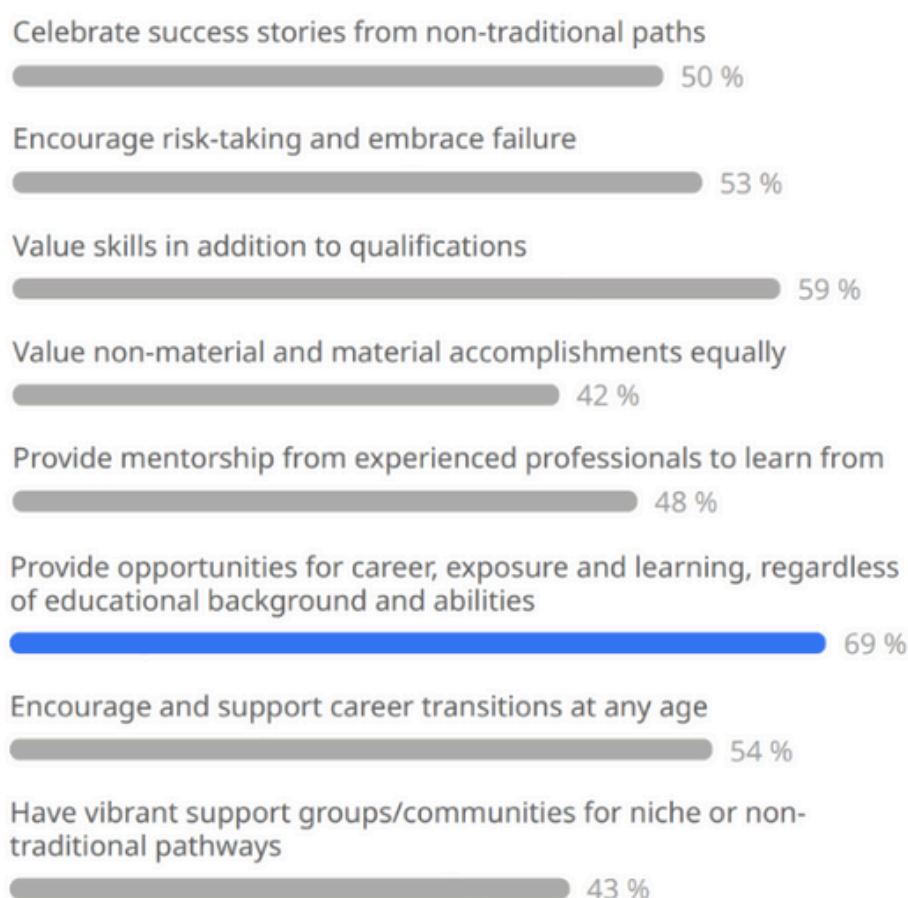 Celebrate success stories from non-traditional paths
50 %
Encourage risk-taking and embrace failure
53 %
Value skills in addition to qualifications
59 %
Value non-material and material accomplishments equally
42 %
Provide mentorship from experienced professionals to learn from
48 %
Provide opportunities for career, exposure and learning, regardless
of educational background and abilities
69 %
Encourage and support career transitions at any age
54 %
Have vibrant support groups/communities for niche or non-
traditional pathways
43 %